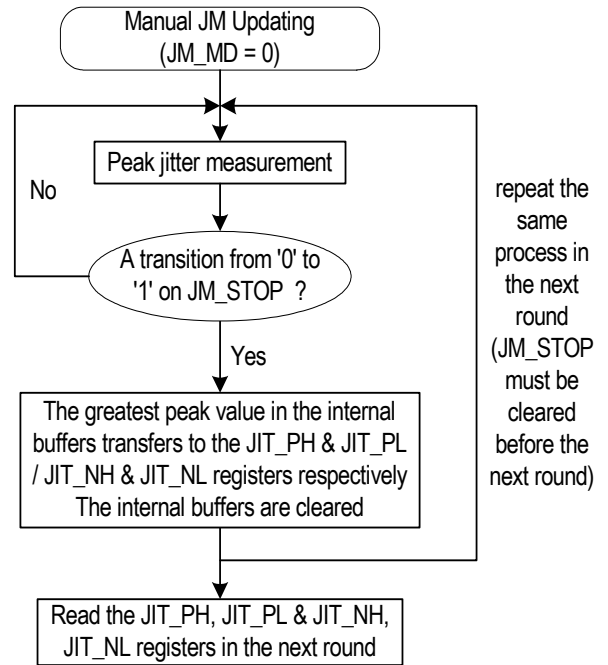 Manual JM Updating
(JM_MD = 0)
Peak jitter measurement
No
A transition from '0' to
'1' on JM_STOP ?
Yes
The greatest peak value in the internal
buffers transfers to the JIT_PH & JIT_PL
/ JIT_NH & JIT_NL registers respectively
The internal buffers are cleared
repeat the
same
process in
the next
round
(JM_STOP
must be
cleared
before the
next round)
Read the JIT_PH, JIT_PL & JIT_NH,
JIT_NL registers in the next round